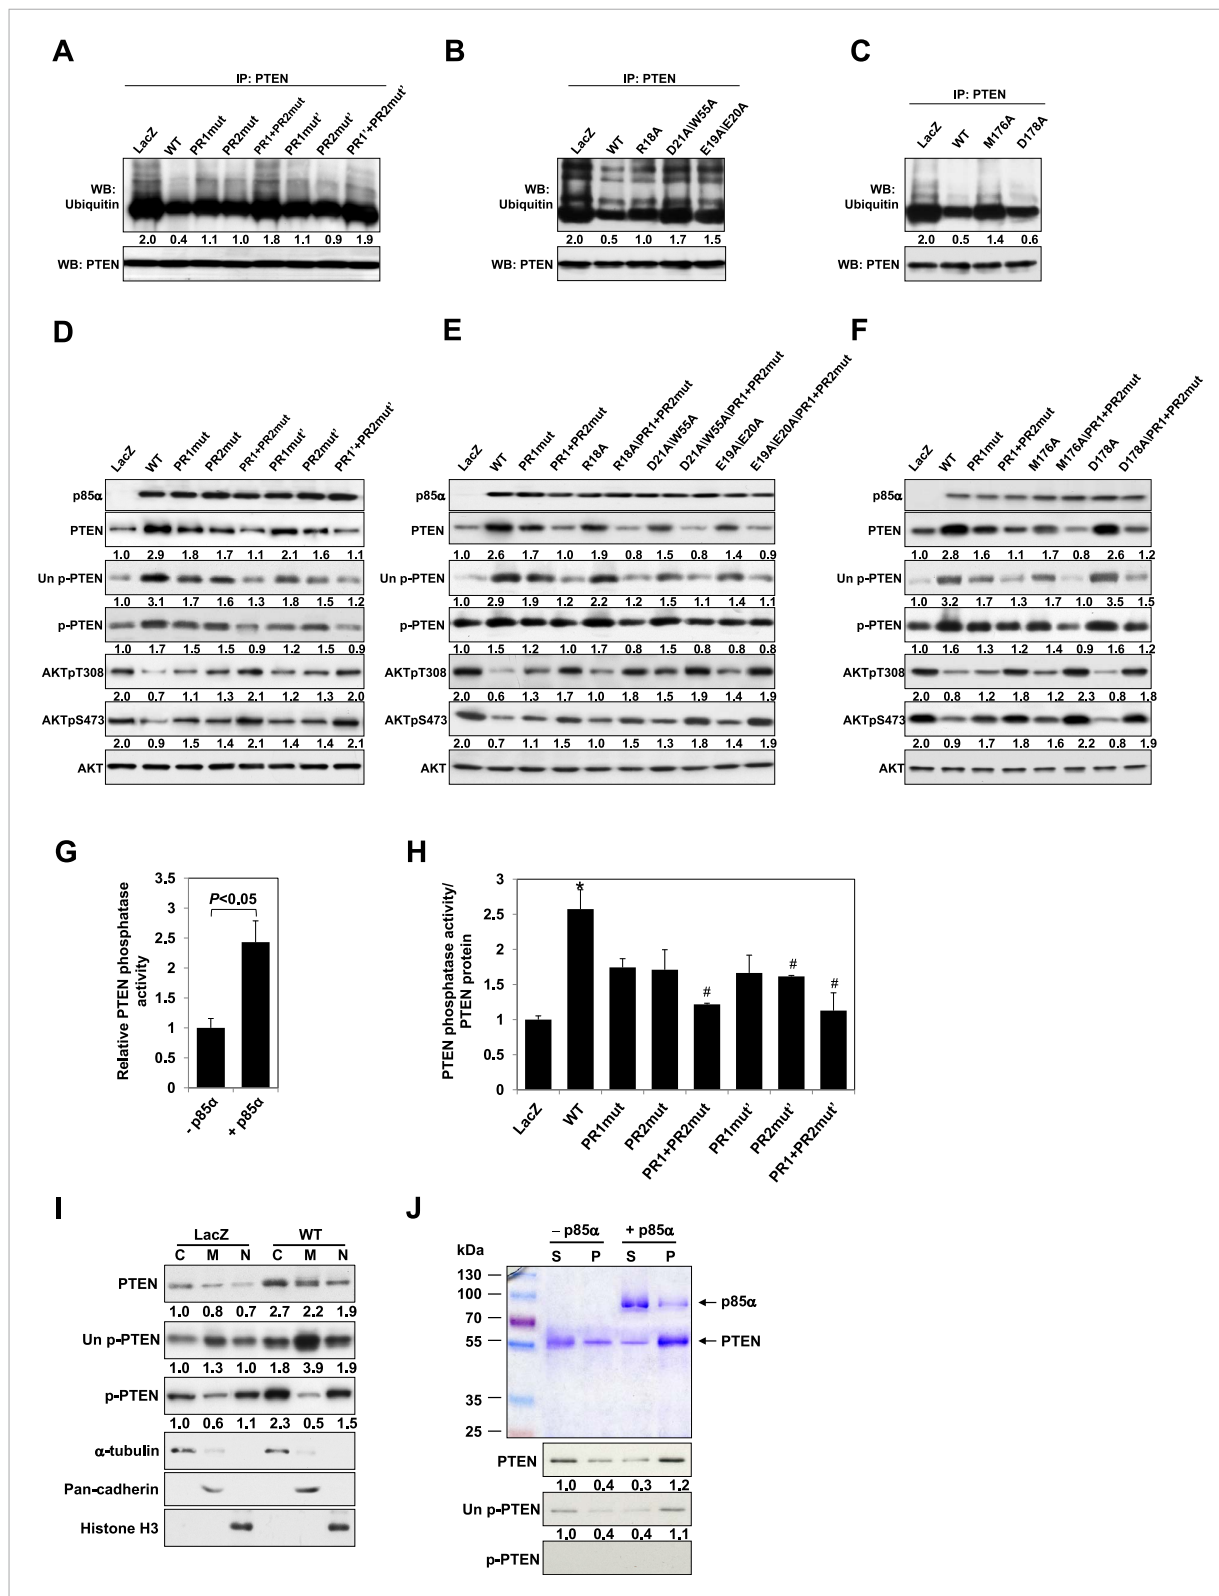 A
IP: PTEN
LacZ WT PR1mut PR2mut PR1+PR2mut PR1mut' PR2mut' PR1'+PR2mut'
WB: Ubiquitin
2.0 0.4 1.1 1.0 1.8 1.1 0.9 1.9
WB: PTEN
B
IP: PTEN
LacZ WT R18A D21A\W55A E19A\E20A
WB: Ubiquitin
2.0 0.5 1.0 1.7 1.5
WB: PTEN
C
IP: PTEN
LacZ WT M176A D178A
WB: Ubiquitin
2.0 0.5 1.4 0.6
WB: PTEN
D
LacZ WT PR1mut PR2mut PR1+PR2mut PR1mut' PR2mut' PR1'+PR2mut'
p85α
PTEN
1.0 2.9 1.8 1.7 1.1 2.1 1.6 1.1
Un p-PTEN
1.0 3.1 1.7 1.6 1.3 1.8 1.5 1.2
p-PTEN
1.0 1.7 1.5 1.5 0.9 1.2 1.5 0.9
AKTpT308
2.0 0.7 1.1 1.3 2.1 1.2 1.3 2.0
AKTpS473
2.0 0.9 1.5 1.4 2.1 1.4 1.4 2.1
AKT
E
LacZ WT PR1mut PR1+PR2mut R18A R18A\PR1+PR2mut D21A\W55A D21A\W55A\PR1+PR2mut E19A\E20A E19A\E20A\PR1+PR2mut
p85α
PTEN
1.0 2.6 1.7 1.0 1.9 0.8 1.5 0.8 1.4 0.9
Un p-PTEN
1.0 2.9 1.9 1.2 2.2 1.2 1.5 1.1 1.4 1.1
p-PTEN
1.0 1.5 1.2 1.0 1.7 0.8 1.5 0.8 0.8 0.8
AKTpT308
2.0 0.6 1.3 1.7 1.0 1.8 1.5 1.9 1.4 1.9
AKTpS473
2.0 0.7 1.1 1.5 1.0 1.5 1.3 1.8 1.4 1.9
AKT
F
LacZ WT PR1mut PR1+PR2mut M176A M176A\PR1+PR2mut D178A D178A\PR1+PR2mut
p85α
PTEN
1.0 2.8 1.6 1.1 1.7 0.8 2.6 1.2
Un p-PTEN
1.0 3.2 1.7 1.3 1.7 1.0 3.5 1.5
p-PTEN
1.0 1.6 1.3 1.2 1.4 0.9 1.6 1.2
AKTpT308
2.0 0.8 1.2 1.8 1.2 2.3 0.8 1.8
AKTpS473
2.0 0.9 1.7 1.8 1.6 2.2 0.8 1.9
AKT
G
Relative PTEN phosphatase
activity
3.5
3
2.5
2
1.5
1
0.5
0
P<0.05
- p85α
+ p85α
H
PTEN phosphatase activity/
PTEN protein
3
2.5
2
1.5
1
0.5
0
*
#
#
#
LacZ WT PR1mut PR2mut PR1+PR2mut PR1mut' PR2mut' PR1+PR2mut'
I
LacZ WT
C M N C M N
PTEN
1.0 0.8 0.7 2.7 2.2 1.9
Un p-PTEN
1.0 1.3 1.0 1.8 3.9 1.9
p-PTEN
1.0 0.6 1.1 2.3 0.5 1.5
α-tubulin
Pan-cadherin
Histone H3
J
– p85α + p85α
kDa S P S P
130
100
70
55
35
25
p85α
PTEN
PTEN
1.0 0.4 0.3 1.2
Un p-PTEN
1.0 0.4 0.4 1.1
p-PTEN